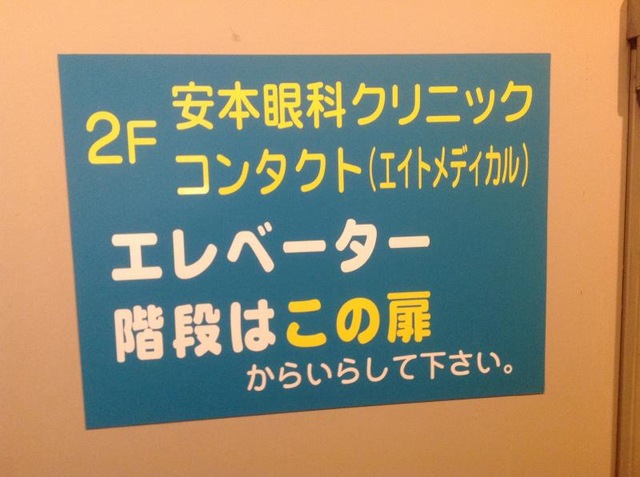 2F 安本眼科クリニック
コンタクト(エイトメディカル)
エレベーター
階段はこの扉
からいらして下さい。